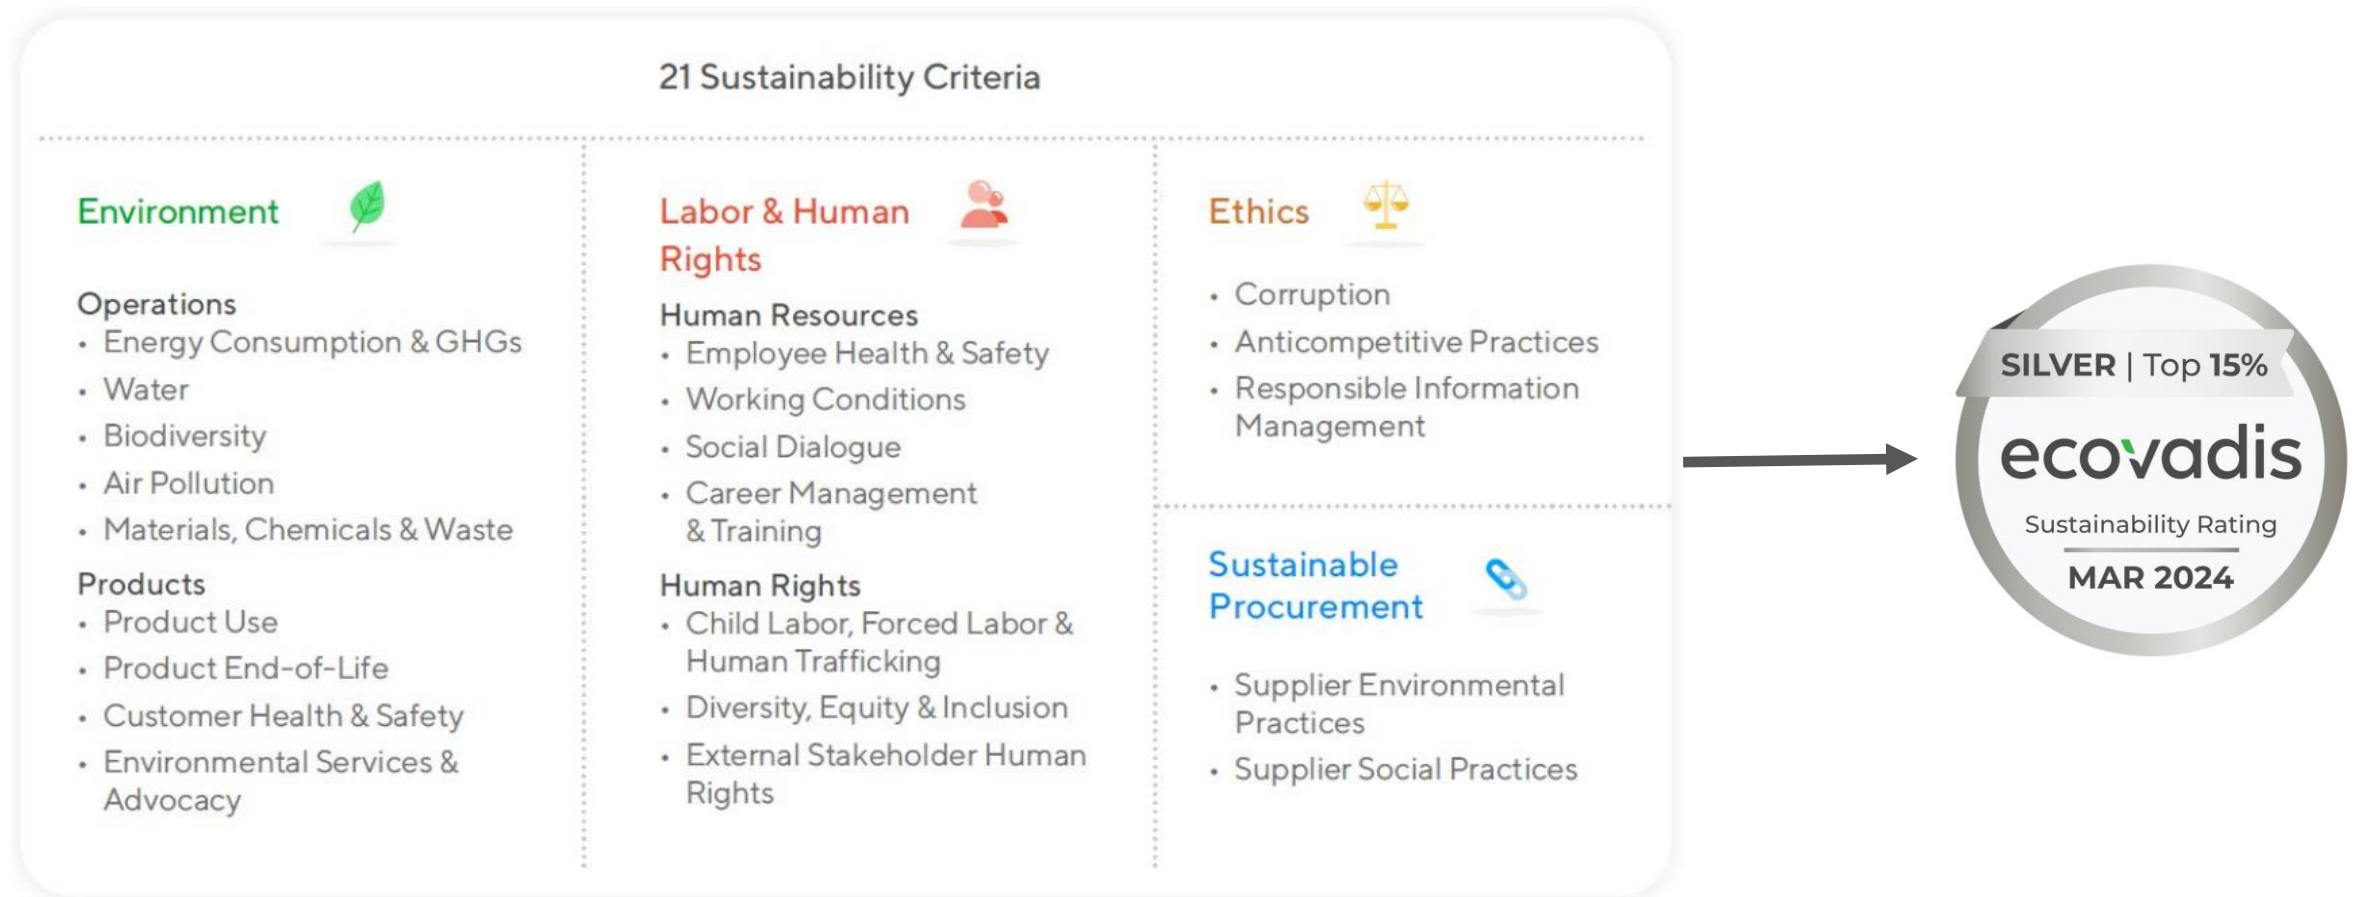 21 Sustainability Criteria
Environment
Operations
• Energy Consumption & GHGs
• Water
• Biodiversity
• Air Pollution
• Materials, Chemicals & Waste
Products
• Product Use
• Product End-of-Life
• Customer Health & Safety
• Environmental Services &
Advocacy
Labor & Human
Rights
Human Resources
• Employee Health & Safety
• Working Conditions
• Social Dialogue
• Career Management
& Training
Human Rights
• Child Labor, Forced Labor &
Human Trafficking
• Diversity, Equity & Inclusion
• External Stakeholder Human
Rights
Ethics
• Corruption
• Anticompetitive Practices
• Responsible Information
Management
Sustainable
Procurement
• Supplier Environmental
Practices
• Supplier Social Practices
SILVER | Top 15%
ecovadis
Sustainability Rating
MAR 2024